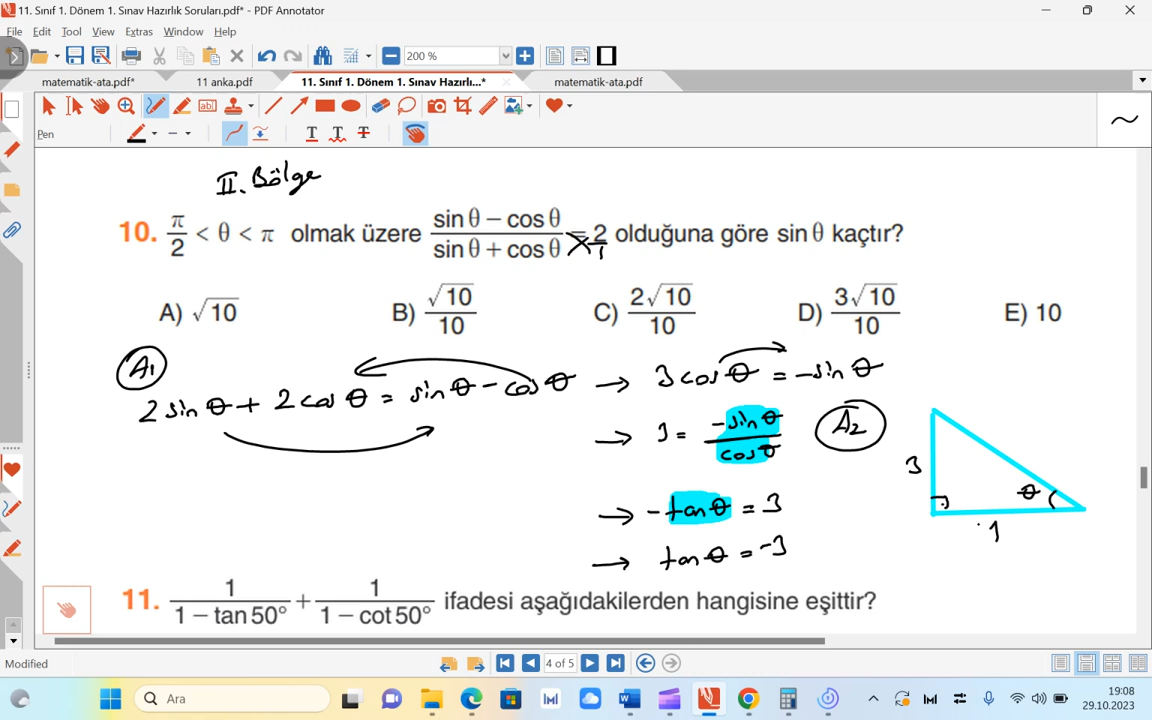 11. Sınıf 1. Dönem 1. Sınav Hazırlık Soruları.pdf* - PDF Annotator
File Edit Tool View Extras Window Help
200 %
matematik-ata.pdf* 11 anka.pdf 11. Sınıf 1. Dönem 1. Sınav Hazırlı...* matematik-ata.pdf
Pen
II. Bölge
10. π/2 < θ < π olmak üzere (sin θ − cos θ)/(sin θ + cos θ) = 2/1 olduğuna göre sin θ kaçtır?
A) √10 B) √10/10 C) 2√10/10 D) 3√10/10 E) 10
A1
2 sin θ + 2 cos θ = sin θ - cos θ → 3 cos θ = -sin θ
→ 3 = -sin θ/cos θ A2
3 θ
1
→ -tan θ = 3
→ tan θ = -3
11. 1/(1 − tan 50°) + 1/(1 − cot 50°) ifadesi aşağıdakilerden hangisine eşittir?
4 of 5
Modified
Ara
19:08
29.10.2023